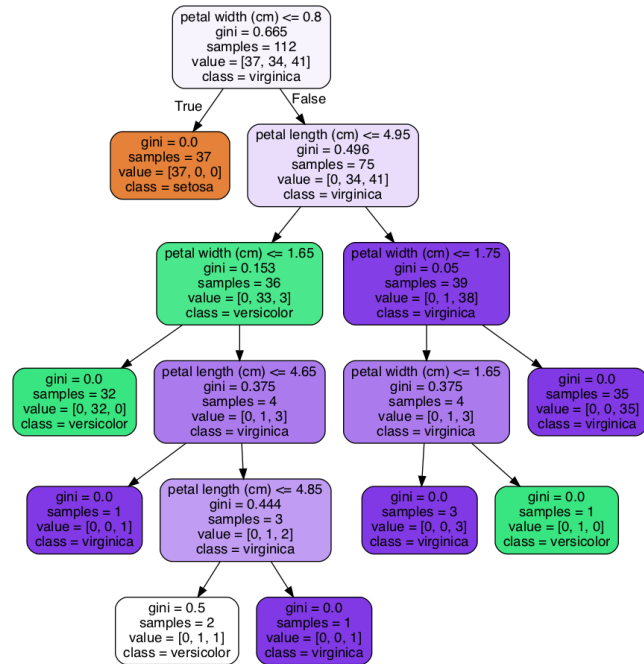 petal width (cm) <= 0.8
gini = 0.665
samples = 112
value = [37, 34, 41]
class = virginica
True
False
gini = 0.0
samples = 37
value = [37, 0, 0]
class = setosa
petal length (cm) <= 4.95
gini = 0.496
samples = 75
value = [0, 34, 41]
class = virginica
petal width (cm) <= 1.65
gini = 0.153
samples = 36
value = [0, 33, 3]
class = versicolor
petal width (cm) <= 1.75
gini = 0.05
samples = 39
value = [0, 1, 38]
class = virginica
gini = 0.0
samples = 32
value = [0, 32, 0]
class = versicolor
petal length (cm) <= 4.65
gini = 0.375
samples = 4
value = [0, 1, 3]
class = virginica
petal width (cm) <= 1.65
gini = 0.375
samples = 4
value = [0, 1, 3]
class = virginica
gini = 0.0
samples = 35
value = [0, 0, 35]
class = virginica
gini = 0.0
samples = 1
value = [0, 0, 1]
class = virginica
petal length (cm) <= 4.85
gini = 0.444
samples = 3
value = [0, 1, 2]
class = virginica
gini = 0.0
samples = 3
value = [0, 0, 3]
class = virginica
gini = 0.0
samples = 1
value = [0, 1, 0]
class = versicolor
gini = 0.5
samples = 2
value = [0, 1, 1]
class = versicolor
gini = 0.0
samples = 1
value = [0, 0, 1]
class = virginica